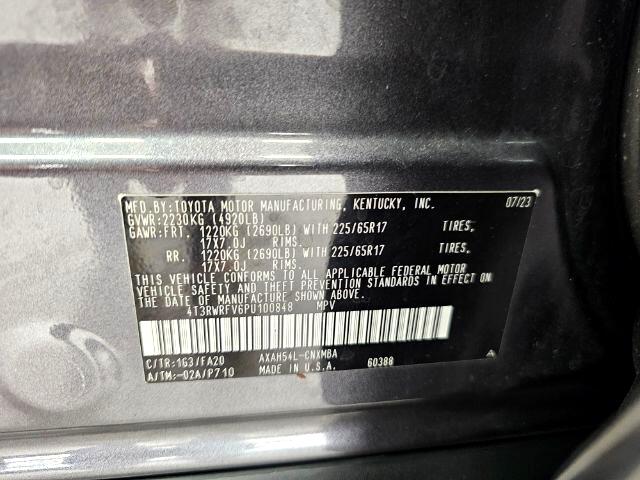 MFD.BY:TOYOTA MOTOR MANUFACTURING, KENTUCKY, INC. 07/23
GVWR:2230KG (4920LB)
GAWR:FRT. 1220KG (2690LB) WITH 225/65R17 TIRES,
17X7.0J RIMS.
RR. 1220KG (2690LB) WITH 225/65R17 TIRES,
17X7.0J RIMS.
THIS VEHICLE CONFORMS TO ALL APPLICABLE FEDERAL MOTOR
VEHICLE SAFETY AND THEFT PREVENTION STANDARDS IN EFFECT ON
THE DATE OF MANUFACTURE SHOWN ABOVE.
4T3RWRFV6PU100848 MPV
C/TR:1G3/FA20 AXAH54L-CNXMBA 60388
A/TM:-02A/P710 MADE IN U.S.A.